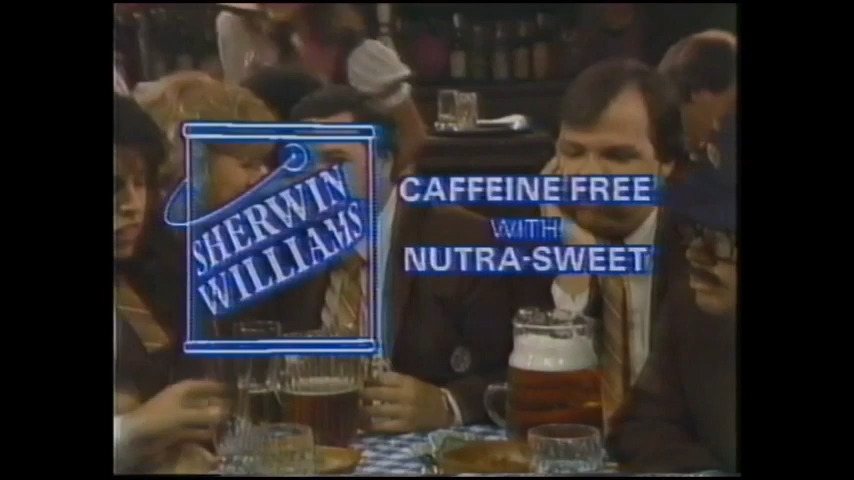 SHERWIN
WILLIAMS
CAFFEINE FREE
WITH
NUTRA-SWEET